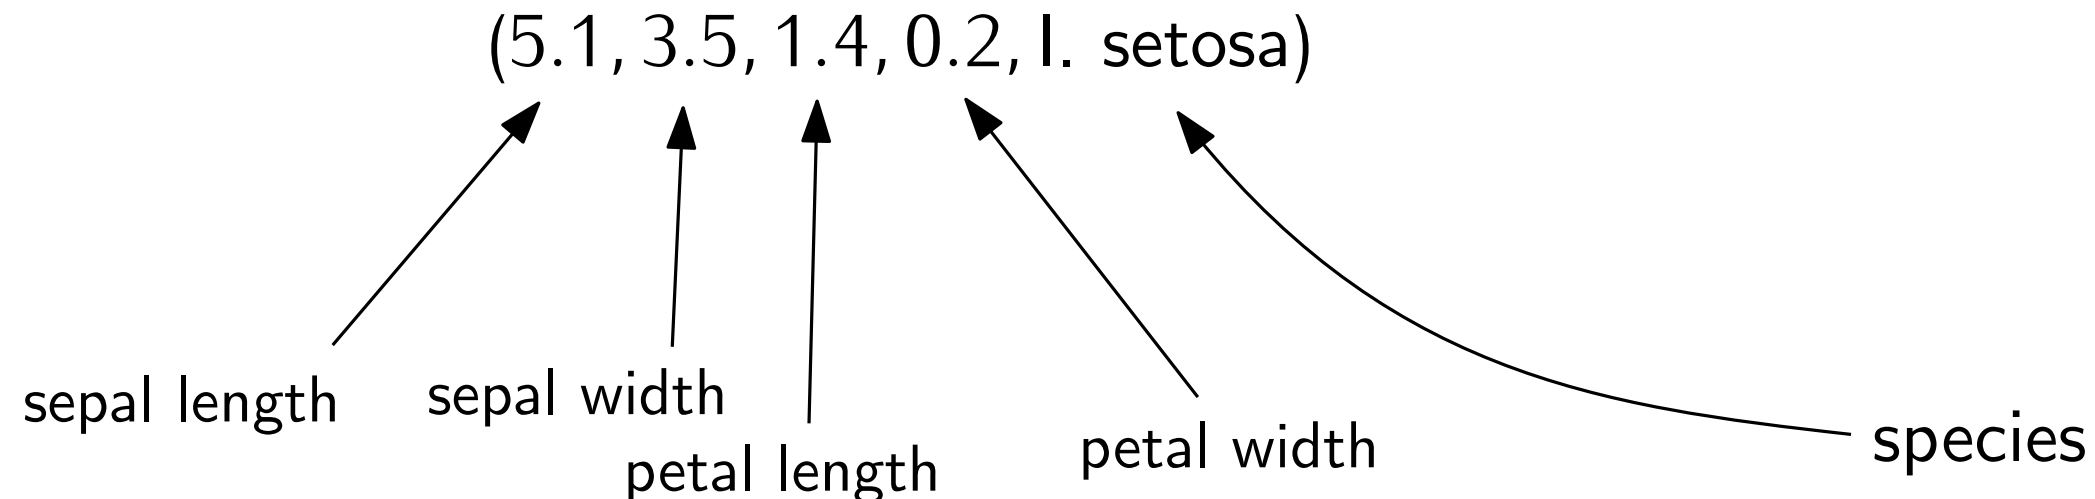 (5.1, 3.5, 1.4, 0.2, I. setosa)
sepal length
sepal width
petal length
petal width
species